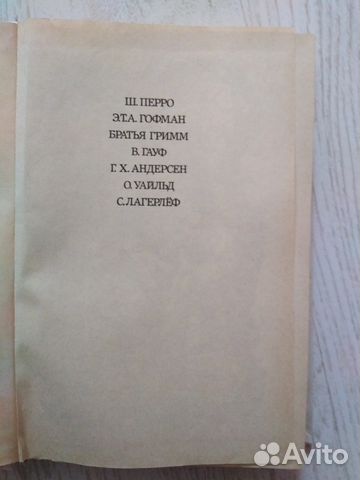 Ш. ПЕРРО
Э.Т.А. ГОФМАН
БРАТЬЯ ГРИММ
В. ГАУФ
Г. Х. АНДЕРСЕН
О. УАЙЛЬД
С. ЛАГЕРЛЁФ
Avito